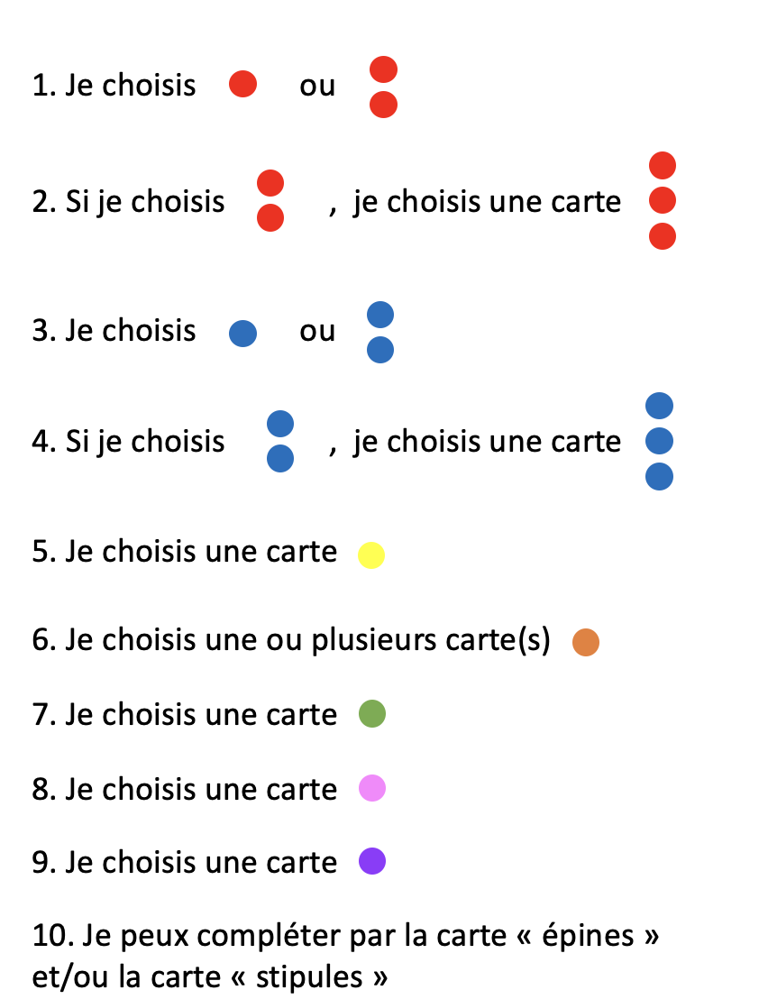 1. Je choisis ou
2. Si je choisis , je choisis une carte
3. Je choisis ou
4. Si je choisis , je choisis une carte
5. Je choisis une carte
6. Je choisis une ou plusieurs carte(s)
7. Je choisis une carte
8. Je choisis une carte
9. Je choisis une carte
10. Je peux compléter par la carte « épines »
et/ou la carte « stipules »